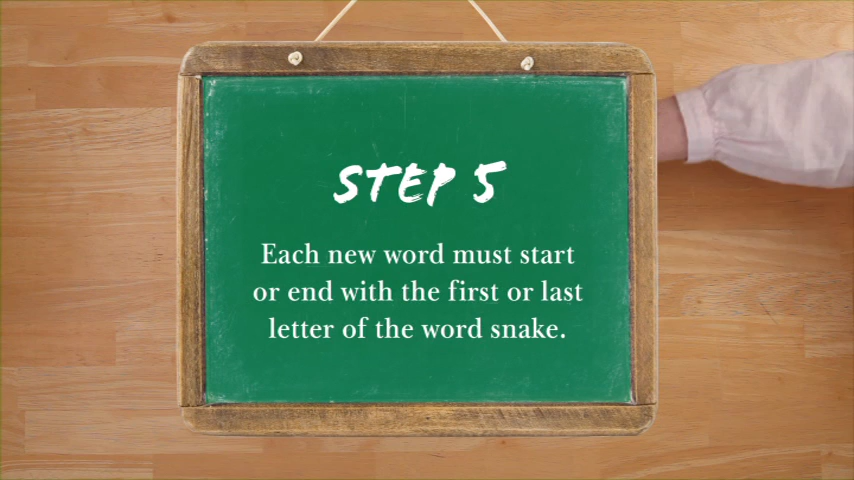 STEP 5
Each new word must start
or end with the first or last
letter of the word snake.